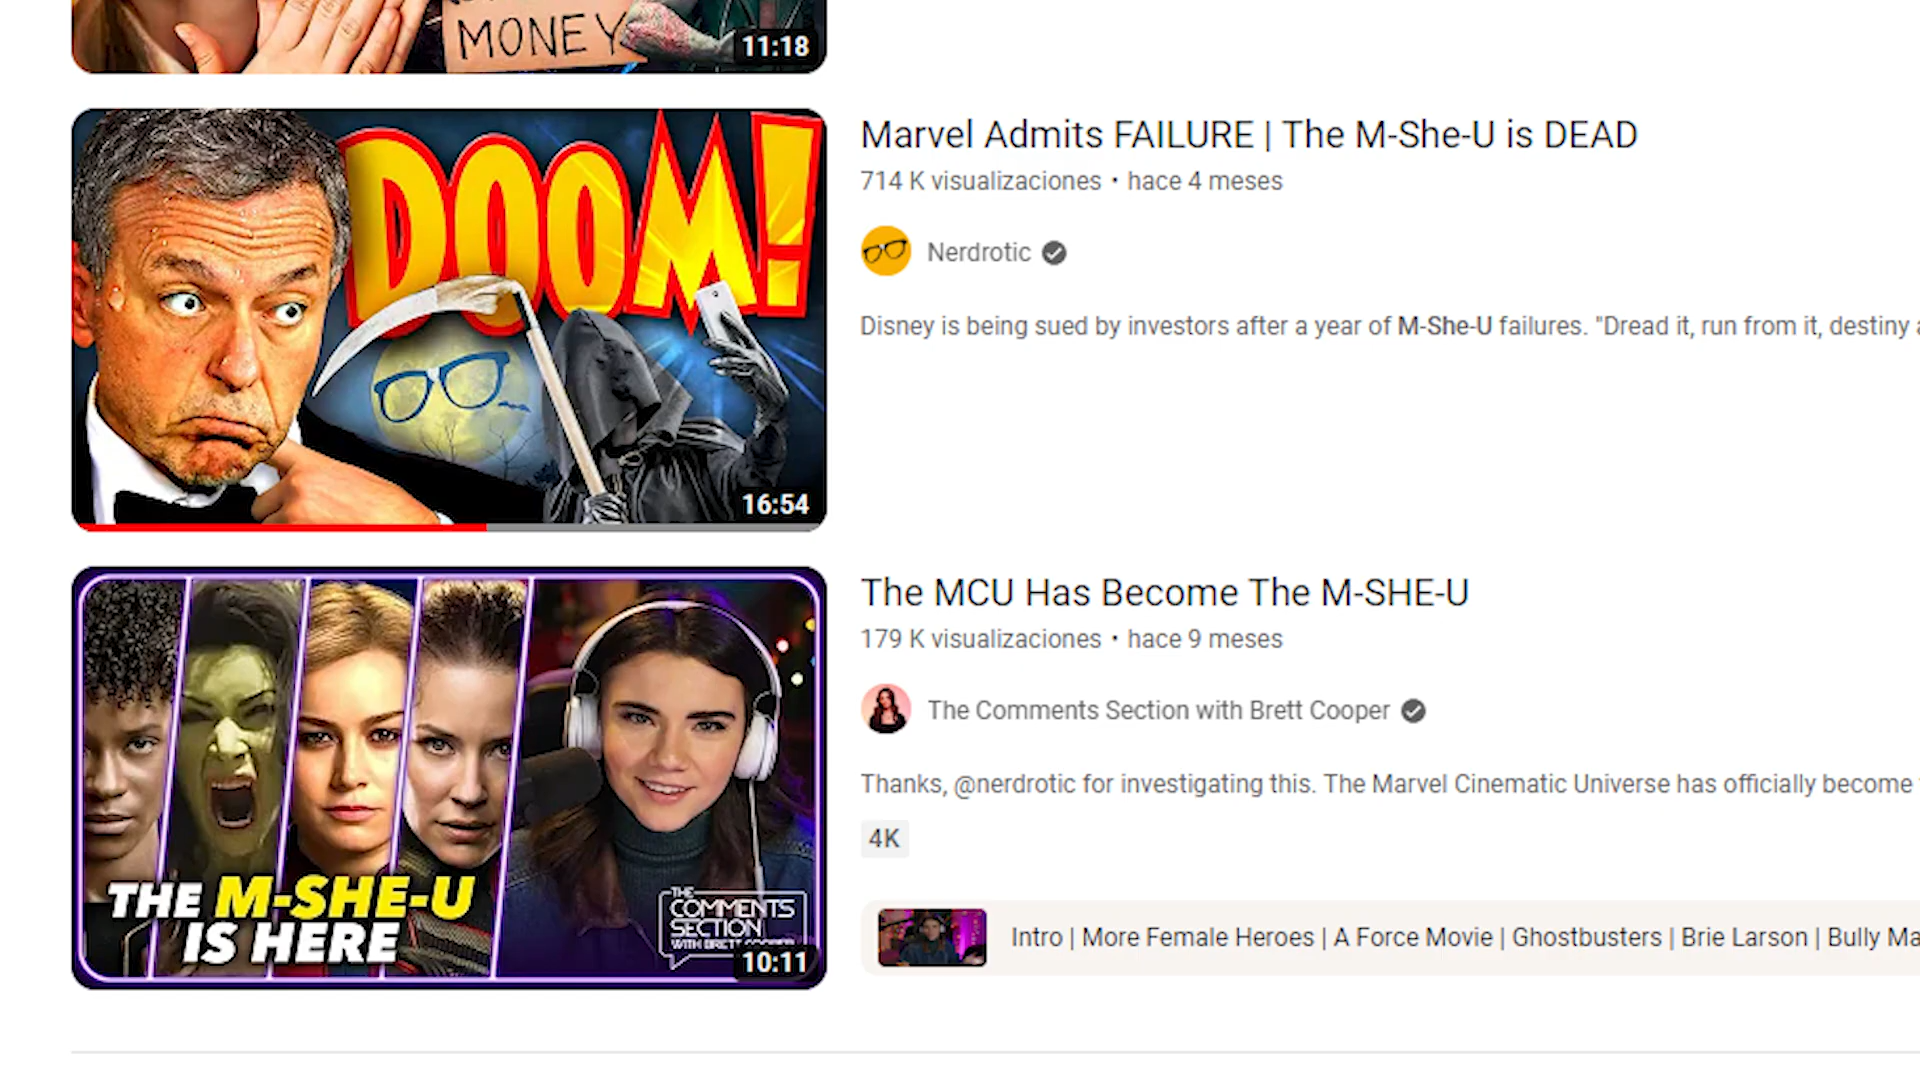 MONEY
11:18
DOOM!
16:54
Marvel Admits FAILURE | The M-She-U is DEAD
714 K visualizaciones • hace 4 meses
Nerdrotic
Disney is being sued by investors after a year of M-She-U failures. "Dread it, run from it, destiny
THE M-SHE-U
IS HERE
THE
COMMENTS
SECTION
WITH BRETT COOPER
10:11
The MCU Has Become The M-SHE-U
179 K visualizaciones • hace 9 meses
The Comments Section with Brett Cooper
Thanks, @nerdrotic for investigating this. The Marvel Cinematic Universe has officially become
4K
Intro | More Female Heroes | A Force Movie | Ghostbusters | Brie Larson | Bully Ma